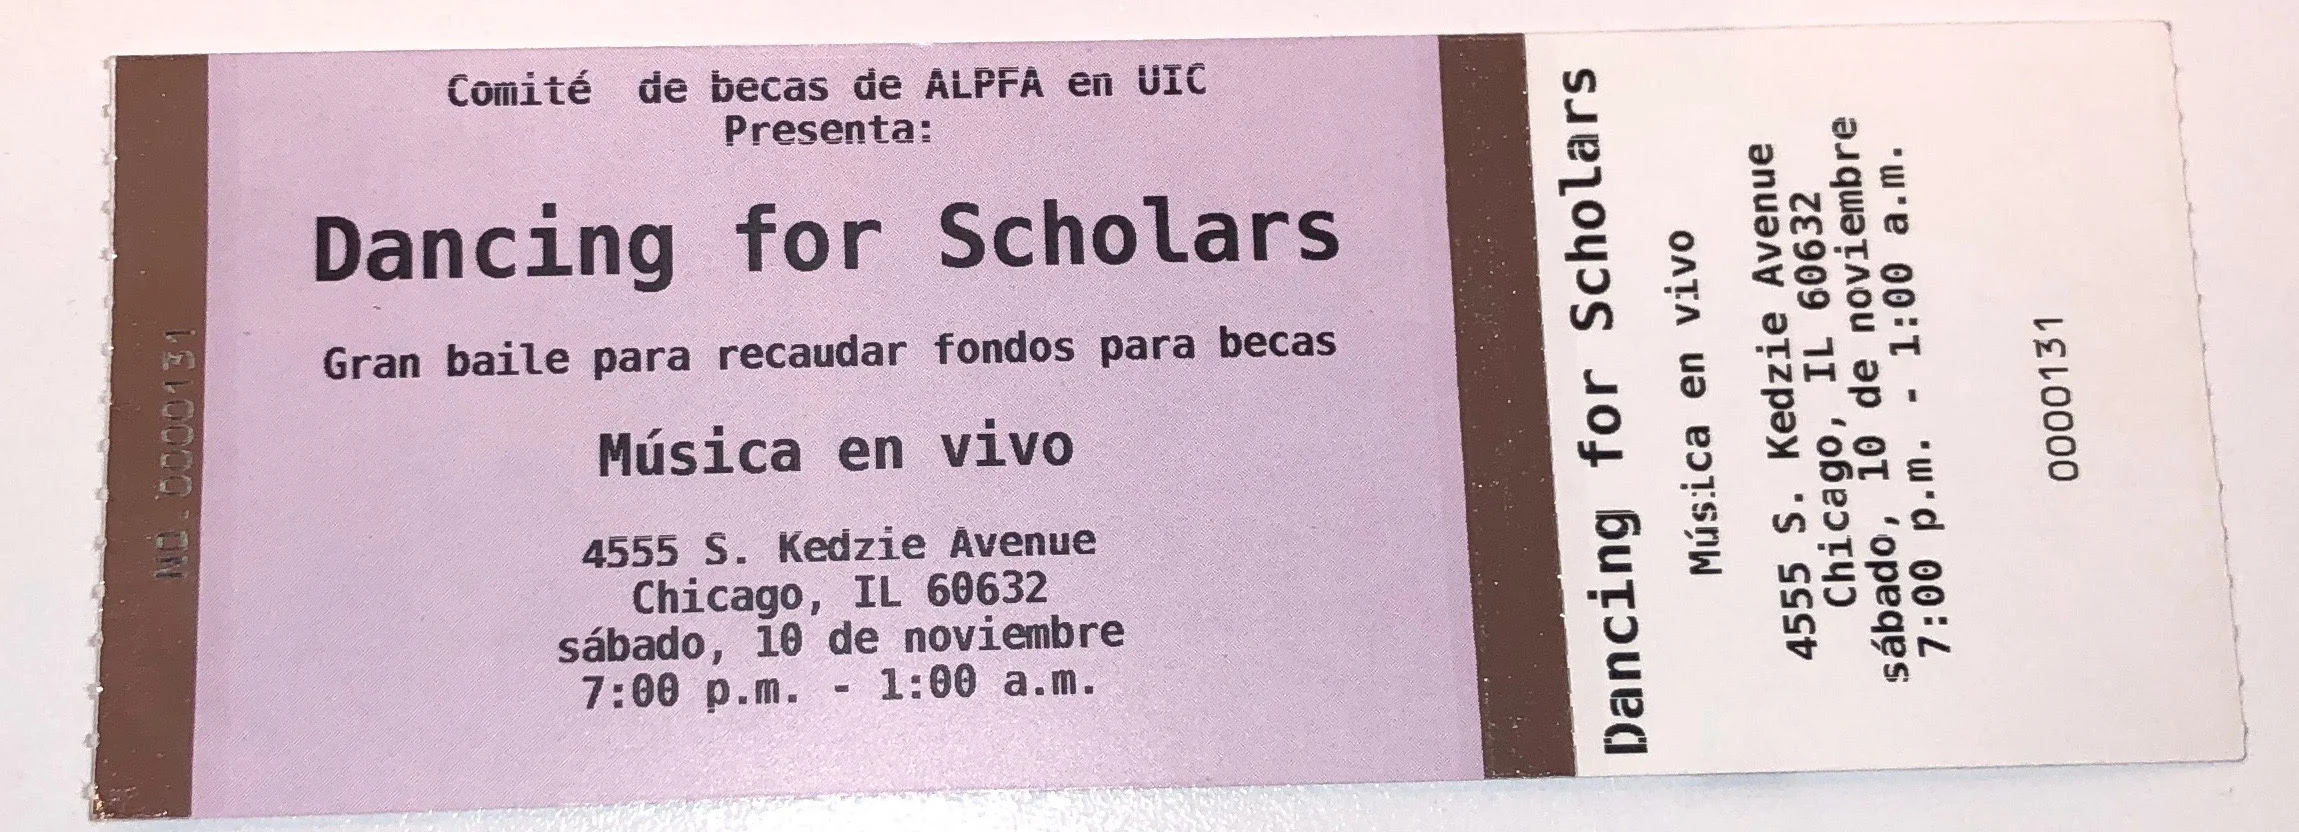 Comité de becas de ALPFA en UIC
Presenta:
Dancing for Scholars
Gran baile para recaudar fondos para becas
Música en vivo
4555 S. Kedzie Avenue
Chicago, IL 60632
sábado, 10 de noviembre
7:00 p.m. - 1:00 a.m.
NO.0000131
Dancing for Scholars
Música en vivo
4555 S. Kedzie Avenue
Chicago, IL 60632
sábado, 10 de noviembre
7:00 p.m. - 1:00 a.m.
0000131